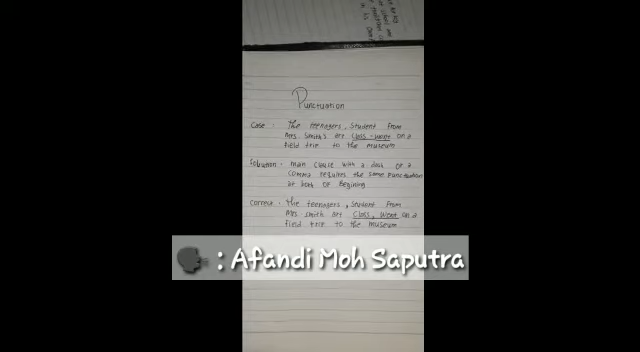 Punctuation
Case : The teenagers, Student From
Mrs Smith's art Class - Went on a
Field trip to the museum
Solution : Main clause with a dash or a
Comma requires the same punctuation
at both of Begining
Correct : The teenagers, Student From
Mrs Smith art Class, Went on a
field trip to the museum
: Afandi Moh Saputra